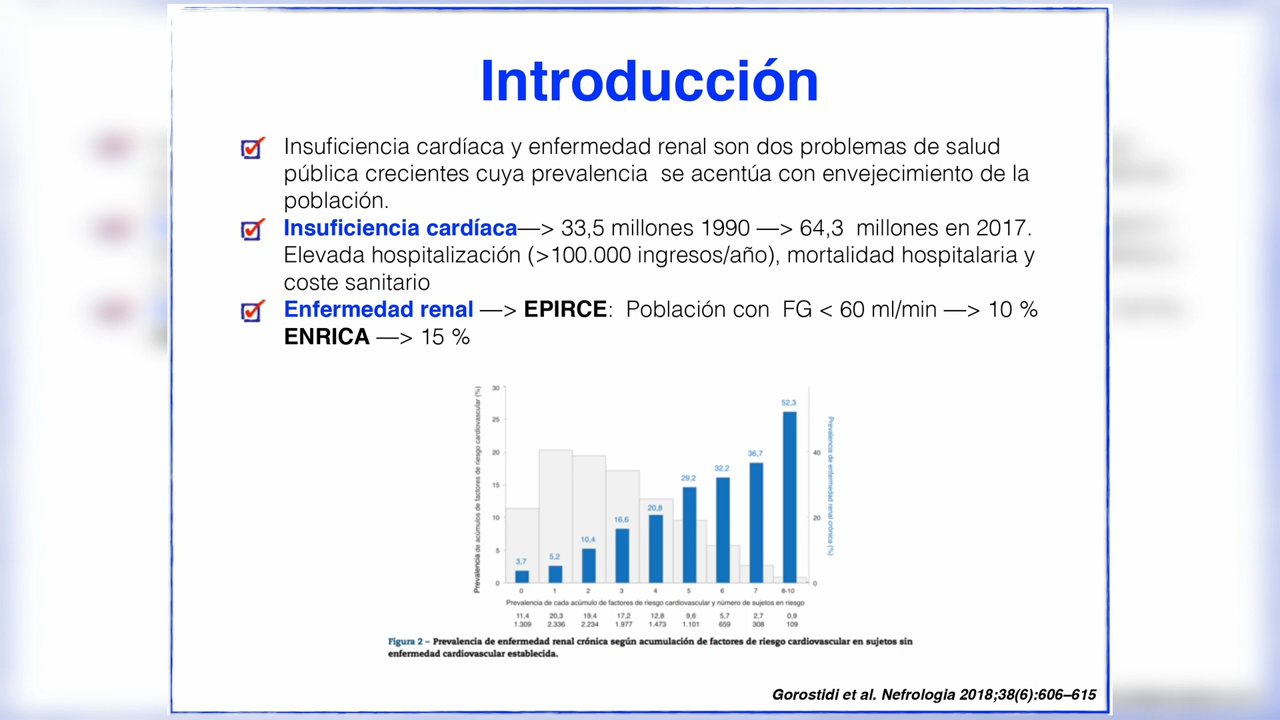 Introducción
Insuficiencia cardíaca y enfermedad renal son dos problemas de salud
pública crecientes cuya prevalencia se acentúa con envejecimiento de la
población.
Insuficiencia cardíaca—> 33,5 millones 1990 —> 64,3 millones en 2017.
Elevada hospitalización (>100.000 ingresos/año), mortalidad hospitalaria y
coste sanitario
Enfermedad renal —> EPIRCE: Población con FG < 60 ml/min —> 10 %
ENRICA —> 15 %
Prevalencia de acúmulos de factores de riesgo cardiovascular (%)
30
25
20
15
10
5
0
3,7
5,2
10,4
16,6
20,8
29,2
32,2
36,7
52,3
40
20
0
Prevalencia de enfermedad renal crónica (%)
0 1 2 3 4 5 6 7 8-10
Prevalencia de cada acúmulo de factores de riesgo cardiovascular y número de sujetos en riesgo
11,4 20,3 19,4 17,2 12,8 9,6 5,7 2,7 0,9
1.309 2.336 2.234 1.977 1.473 1.101 659 308 109
Figura 2 – Prevalencia de enfermedad renal crónica según acumulación de factores de riesgo cardiovascular en sujetos sin
enfermedad cardiovascular establecida.
Gorostidi et al. Nefrologia 2018;38(6):606–615